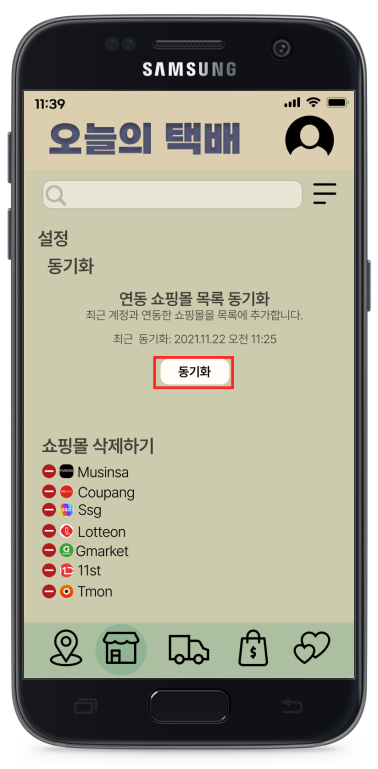 SAMSUNG
11:39
오늘의 택배
설정
동기화
연동 쇼핑몰 목록 동기화
최근 계정과 연동한 쇼핑몰을 목록에 추가합니다.
최근 동기화: 2021.11.22 오전 11:25
동기화
쇼핑몰 삭제하기
Musinsa
Coupang
Ssg
Lotteon
G Gmarket
11st
Tmon
$